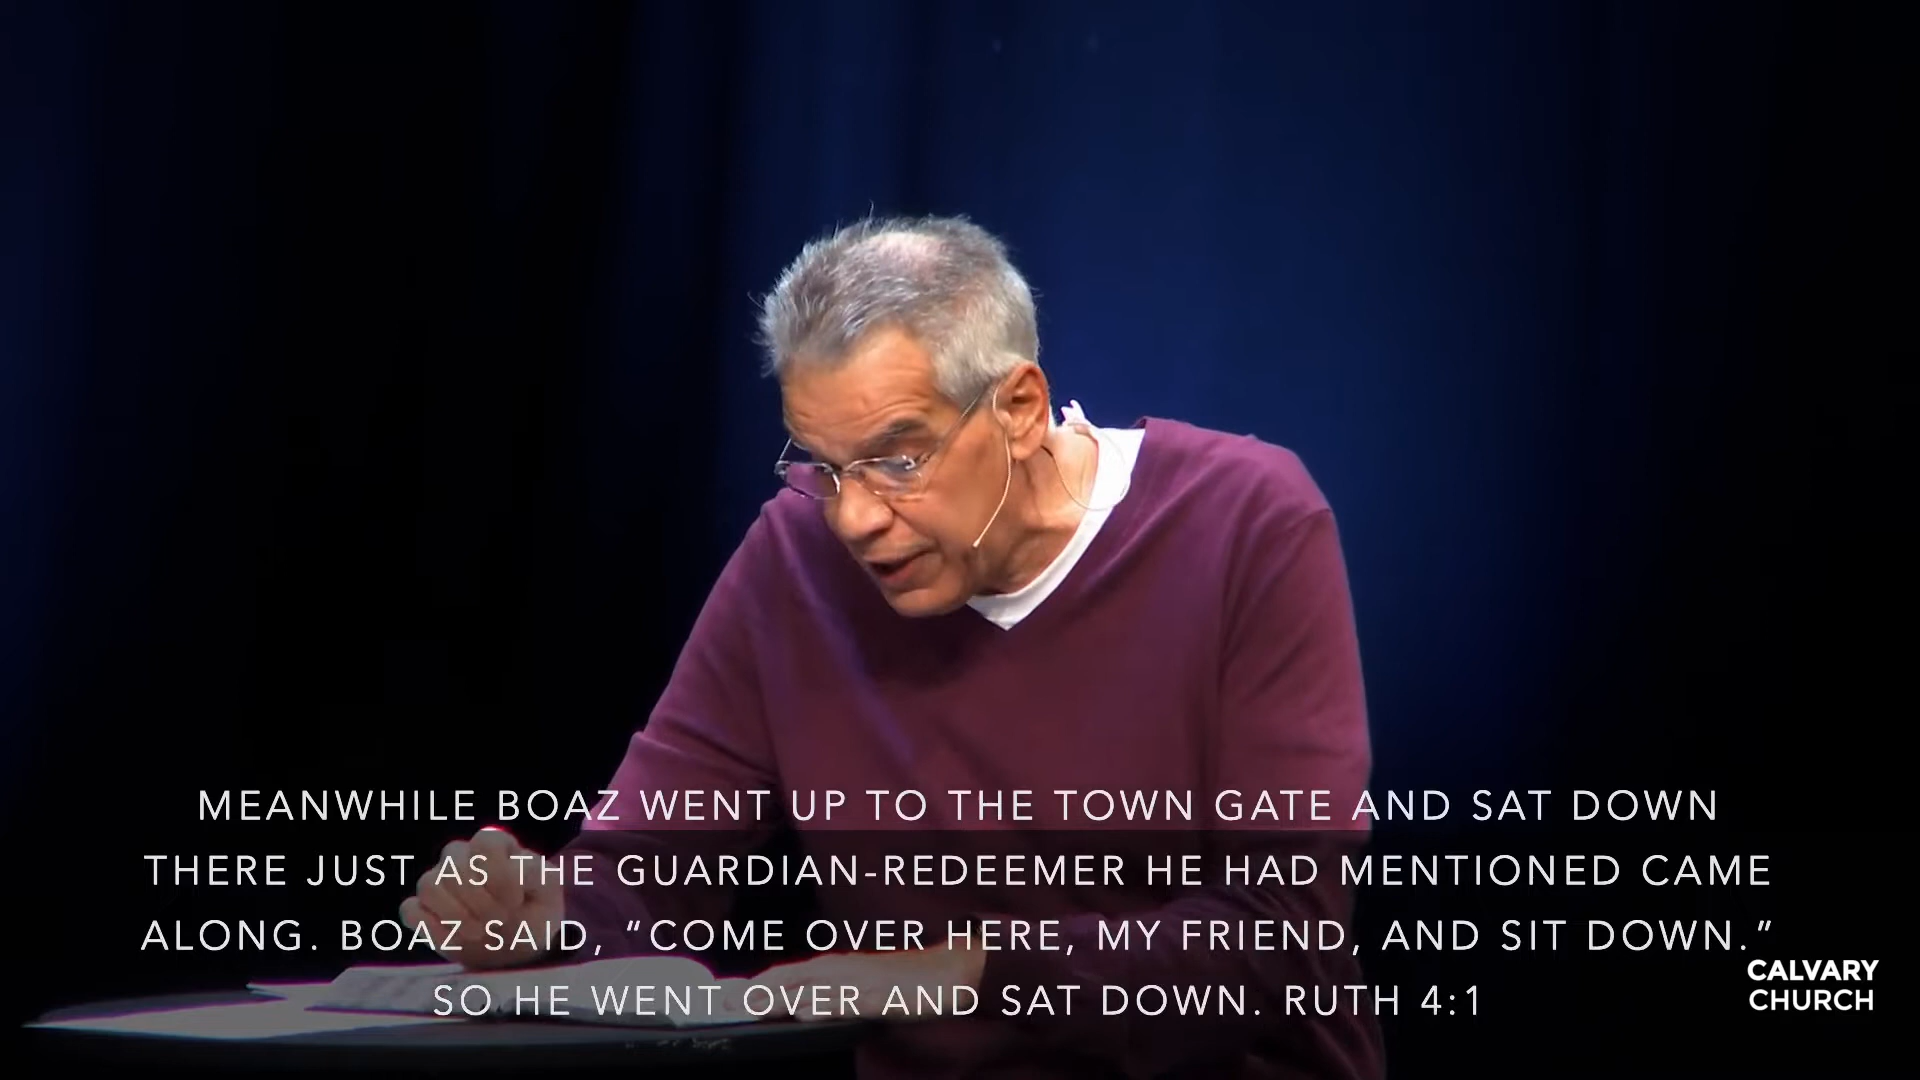 MEANWHILE BOAZ WENT UP TO THE TOWN GATE AND SAT DOWN
THERE JUST AS THE GUARDIAN-REDEEMER HE HAD MENTIONED CAME
ALONG. BOAZ SAID, “COME OVER HERE, MY FRIEND, AND SIT DOWN.”
SO HE WENT OVER AND SAT DOWN. RUTH 4:1
CALVARY
CHURCH